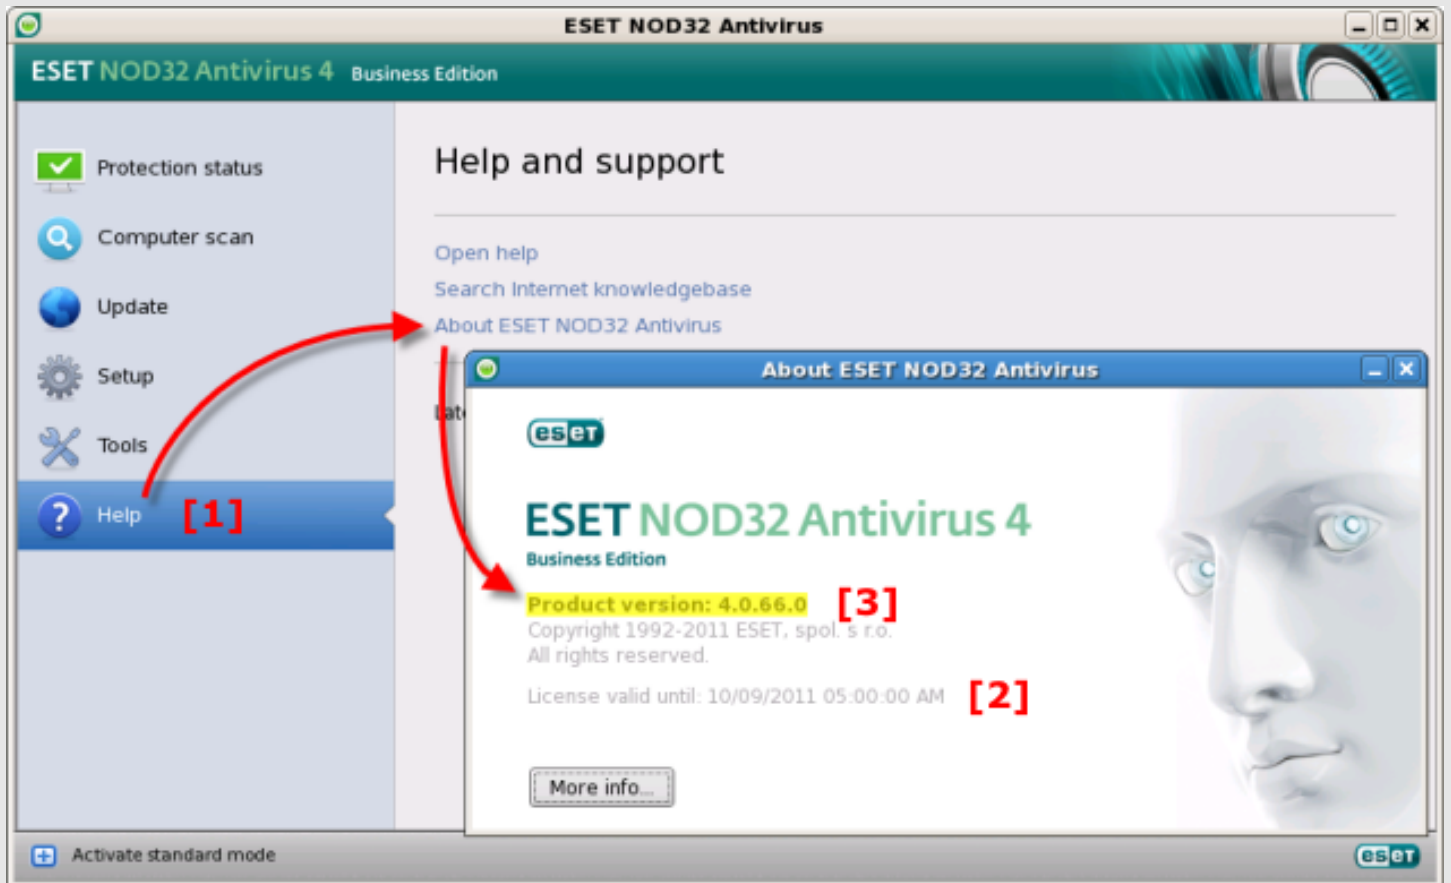 ESET NOD32 Antivirus
ESET NOD32 Antivirus 4 Business Edition
Protection status
Computer scan
Update
Setup
Tools
Help [1]
Help and support
Open help
Search Internet knowledgebase
About ESET NOD32 Antivirus
About ESET NOD32 Antivirus
eseT
ESET NOD32 Antivirus 4
Business Edition
Product version: 4.0.66.0 [3]
Copyright 1992-2011 ESET, spol. s r.o.
All rights reserved.
License valid until: 10/09/2011 05:00:00 AM [2]
More info...
Activate standard mode
eseT